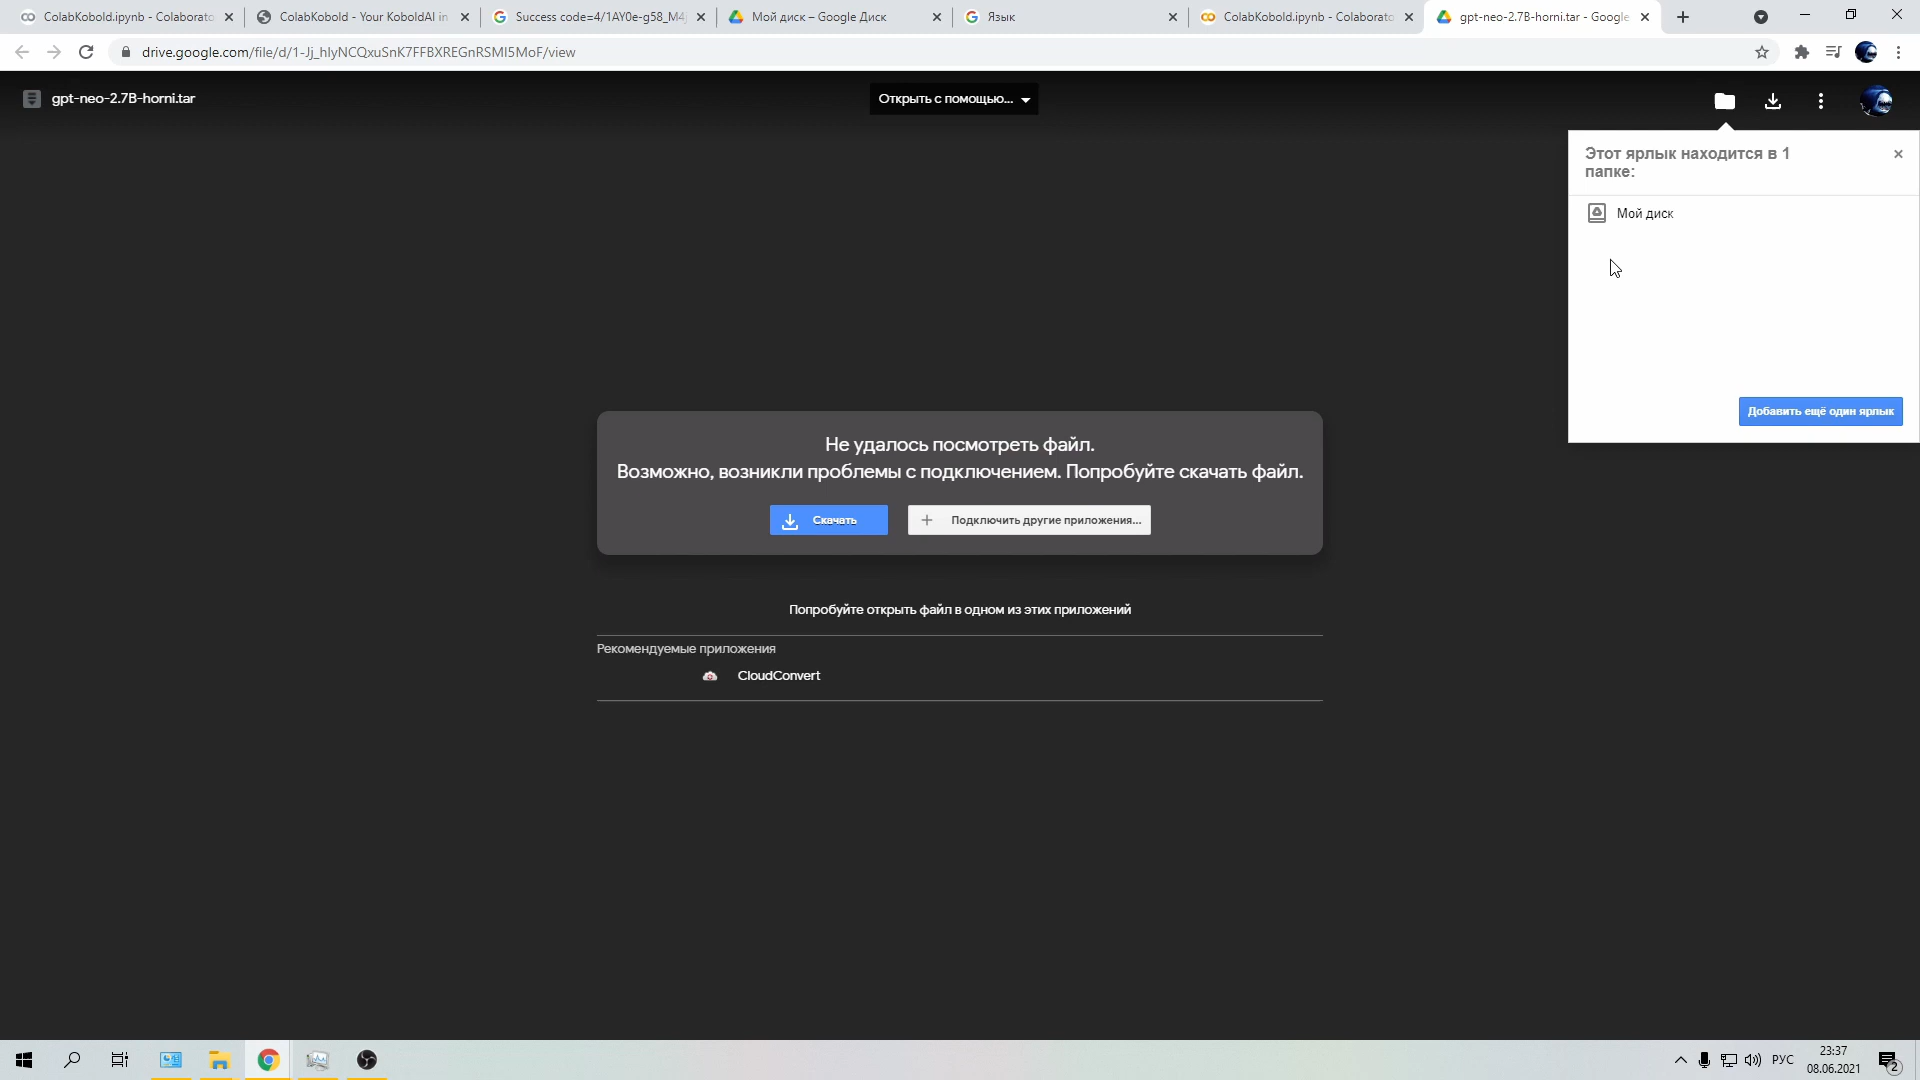 ColabKobold.ipynb - Colaborato
ColabKobold - Your KoboldAI in
Success code=4/1AY0e-g58_M4j
Мой диск – Google Диск
Язык
ColabKobold.ipynb - Colaborato
gpt-neo-2.7B-horni.tar - Google
drive.google.com/file/d/1-Jj_hlyNCQxuSnK7FFBXREGnRSMI5MoF/view
gpt-neo-2.7B-horni.tar
Открыть с помощью...
Этот ярлык находится в 1
папке:
Мой диск
Добавить ещё один ярлык
Не удалось посмотреть файл.
Возможно, возникли проблемы с подключением. Попробуйте скачать файл.
Скачать
Подключить другие приложения...
Попробуйте открыть файл в одном из этих приложений
Рекомендуемые приложения
CloudConvert
РУС
23:37
08.06.2021
2